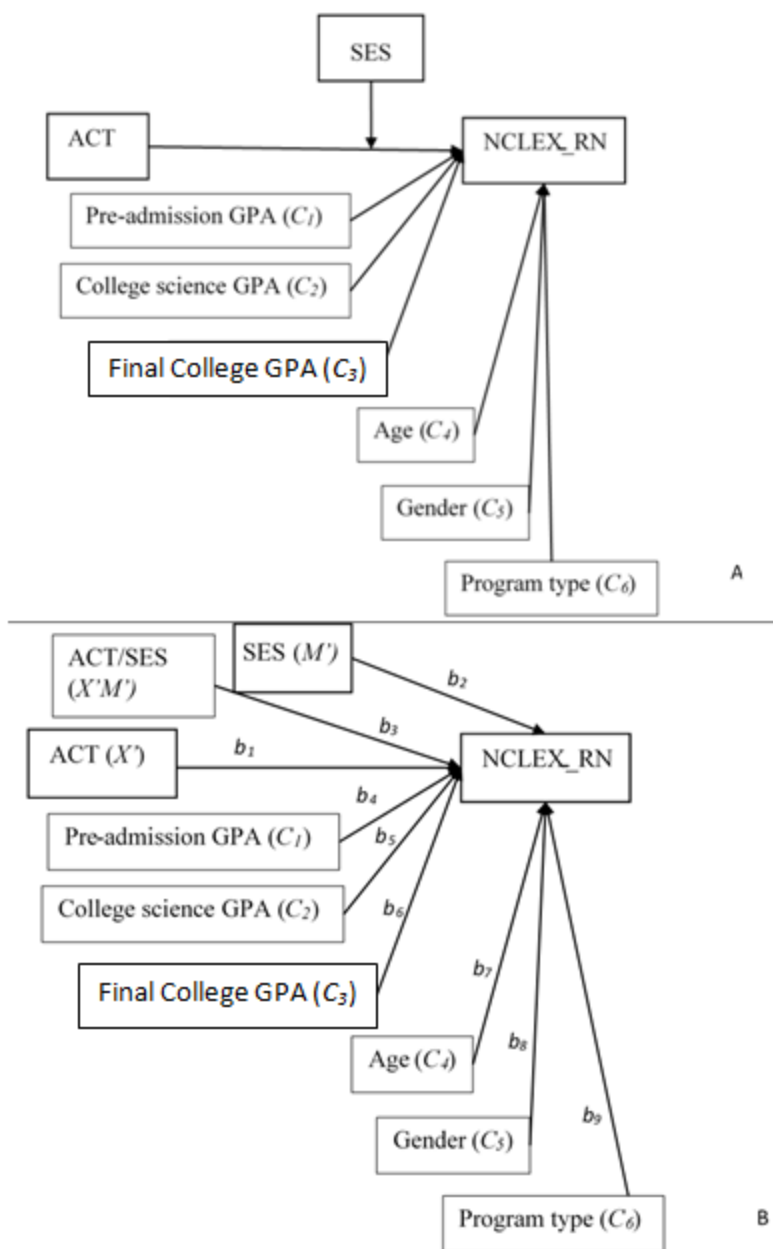 SES
ACT
NCLEX_RN
Pre-admission GPA (C₁)
College science GPA (C₂)
Final College GPA (C₃)
Age (C₄)
Gender (C₅)
Program type (C₆)
A
ACT/SES
(X'M')
SES (M')
b₂
b₃
ACT (X')
b₁
NCLEX_RN
b₄
Pre-admission GPA (C₁)
b₅
College science GPA (C₂)
b₆
Final College GPA (C₃)
b₇
Age (C₄)
b₈
Gender (C₅)
b₉
Program type (C₆)
B